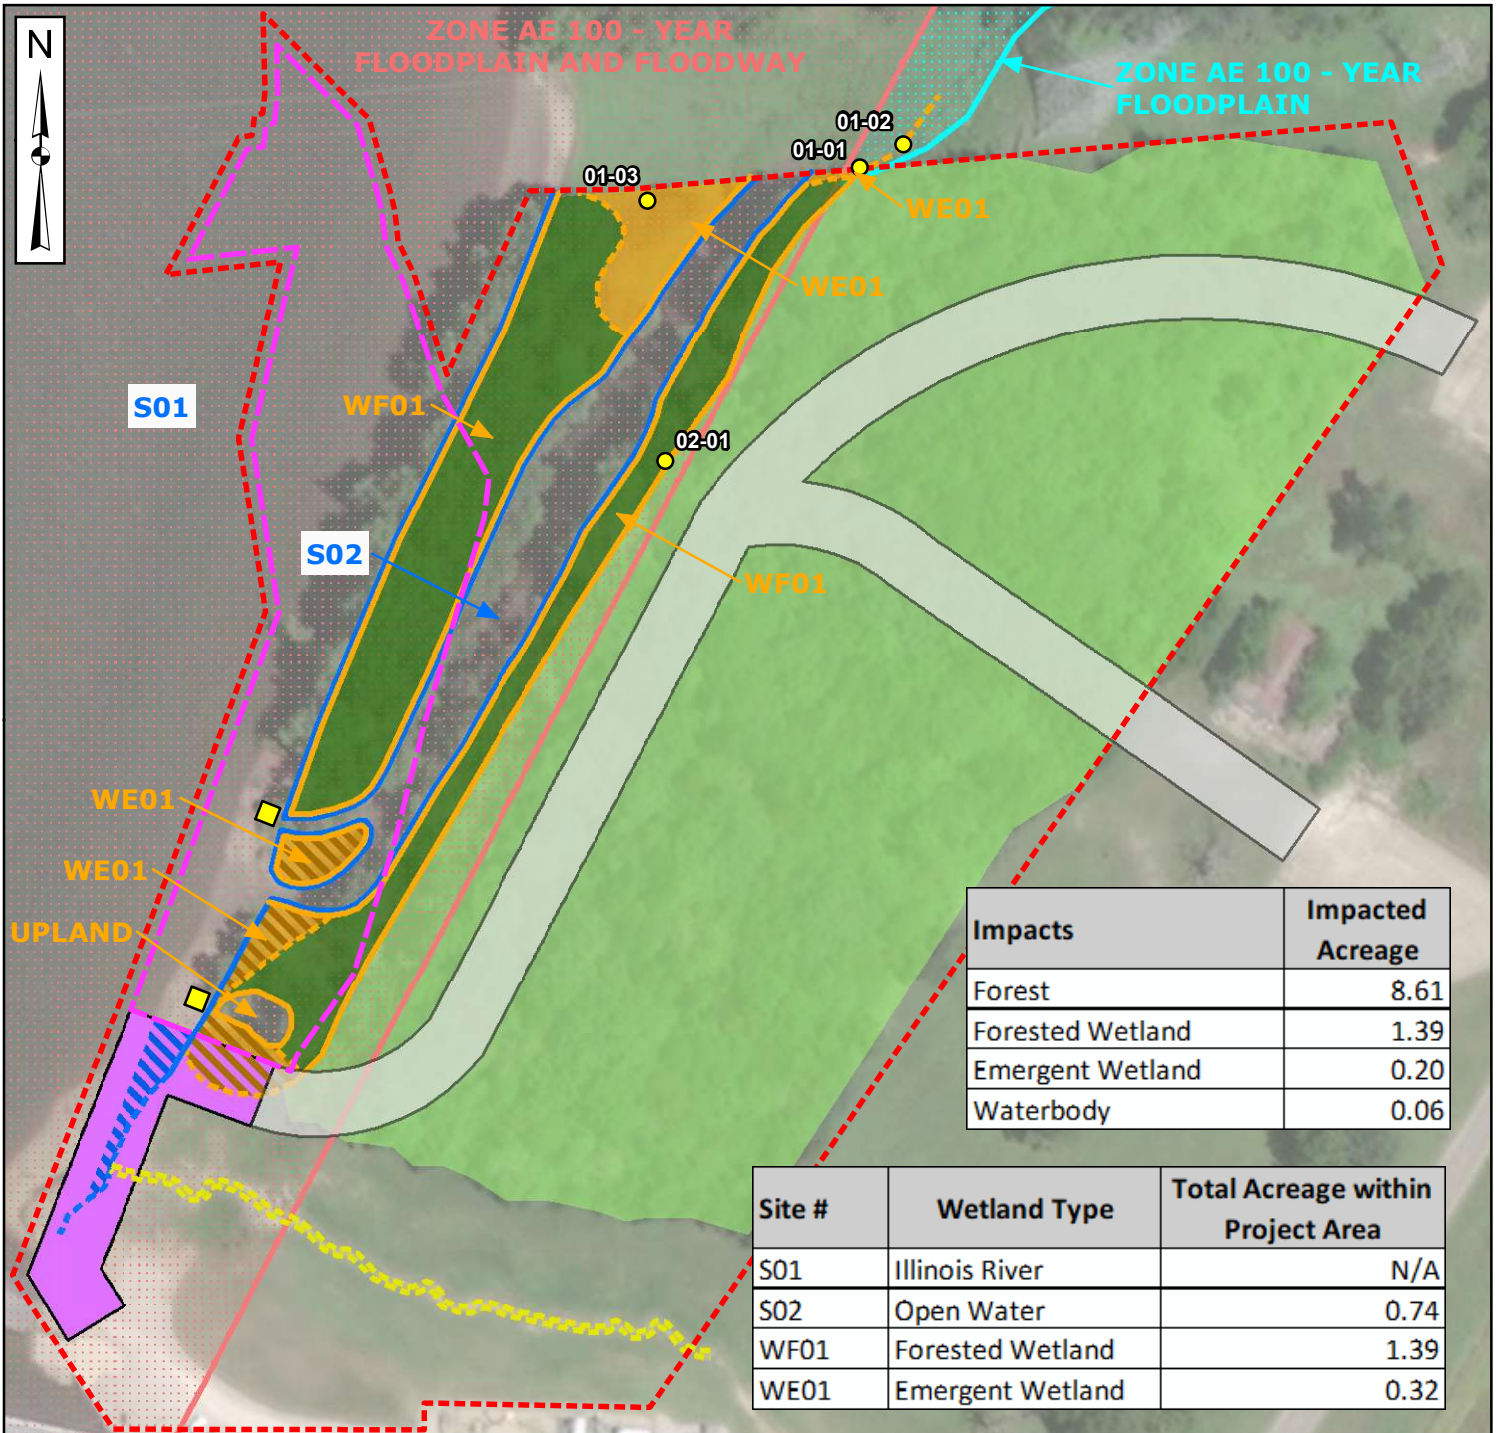 N
ZONE AE 100 - YEAR
FLOODPLAIN AND FLOODWAY
ZONE AE 100 - YEAR
FLOODPLAIN
01-02
01-01
01-03
WE01
WE01
S01
WF01
02-01
S02
WF01
WE01
WE01
UPLAND
Impacts Impacted Acreage
Forest 8.61
Forested Wetland 1.39
Emergent Wetland 0.20
Waterbody 0.06
Site # Wetland Type Total Acreage within Project Area
S01 Illinois River N/A
S02 Open Water 0.74
WF01 Forested Wetland 1.39
WE01 Emergent Wetland 0.32